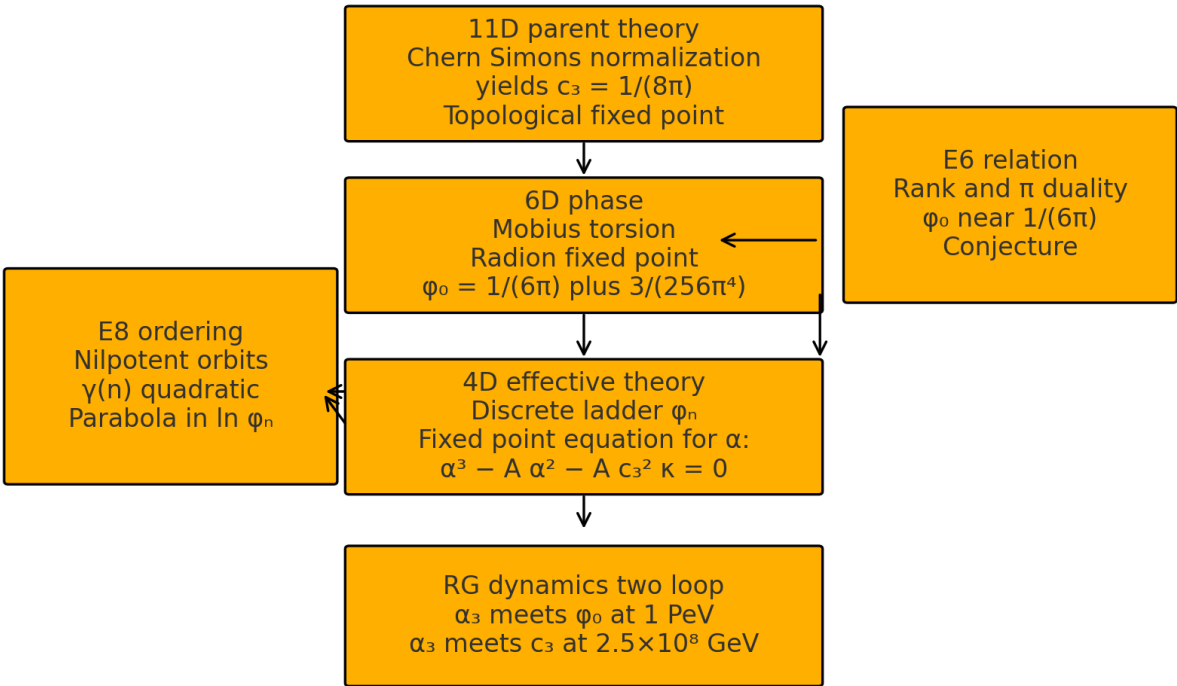 11D parent theory
Chern Simons normalization
yields c₃ = 1/(8π)
Topological fixed point
E6 relation
Rank and π duality
φ₀ near 1/(6π)
Conjecture
6D phase
Mobius torsion
Radion fixed point
φ₀ = 1/(6π) plus 3/(256π⁴)
E8 ordering
Nilpotent orbits
γ(n) quadratic
Parabola in ln φₙ
4D effective theory
Discrete ladder φₙ
Fixed point equation for α:
α³ − A α² − A c₃² κ = 0
RG dynamics two loop
α₃ meets φ₀ at 1 PeV
α₃ meets c₃ at 2.5×10⁸ GeV